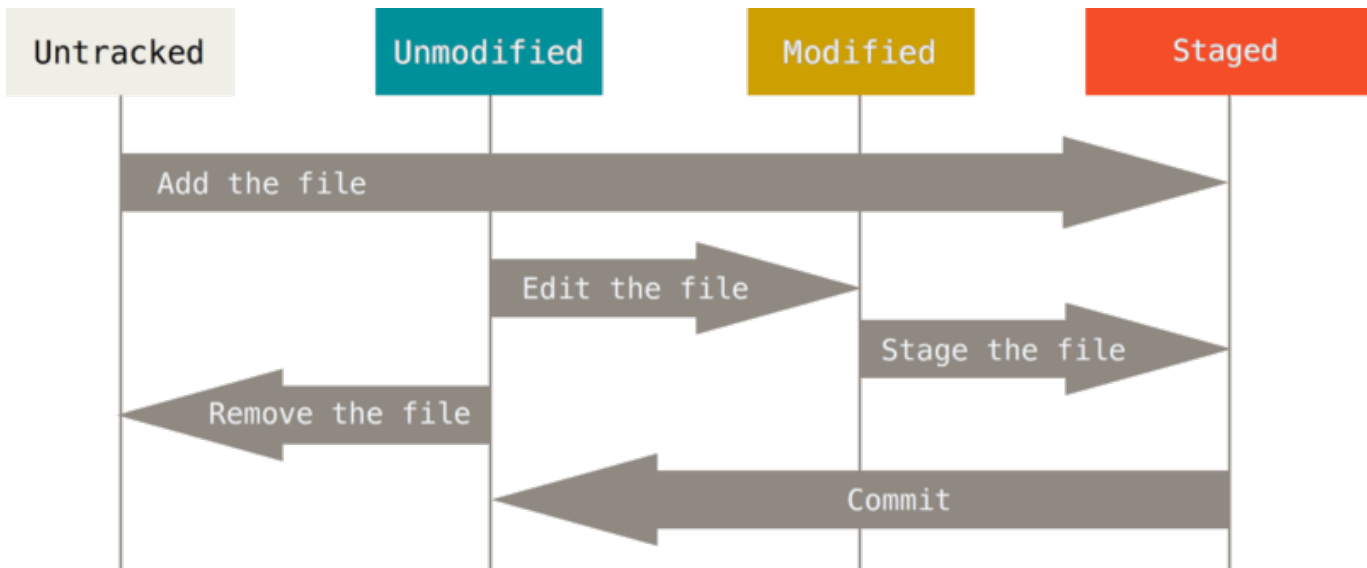 Untracked
Unmodified
Modified
Staged
Add the file
Edit the file
Stage the file
Remove the file
Commit